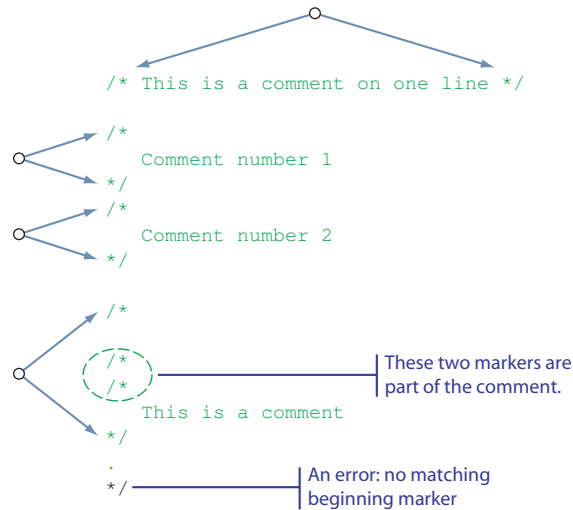 /* This is a comment on one line */
/*
Comment number 1
*/
/*
Comment number 2
*/
/*
/*
/*
These two markers are
part of the comment.
This is a comment
*/
.
*/
An error: no matching
beginning marker